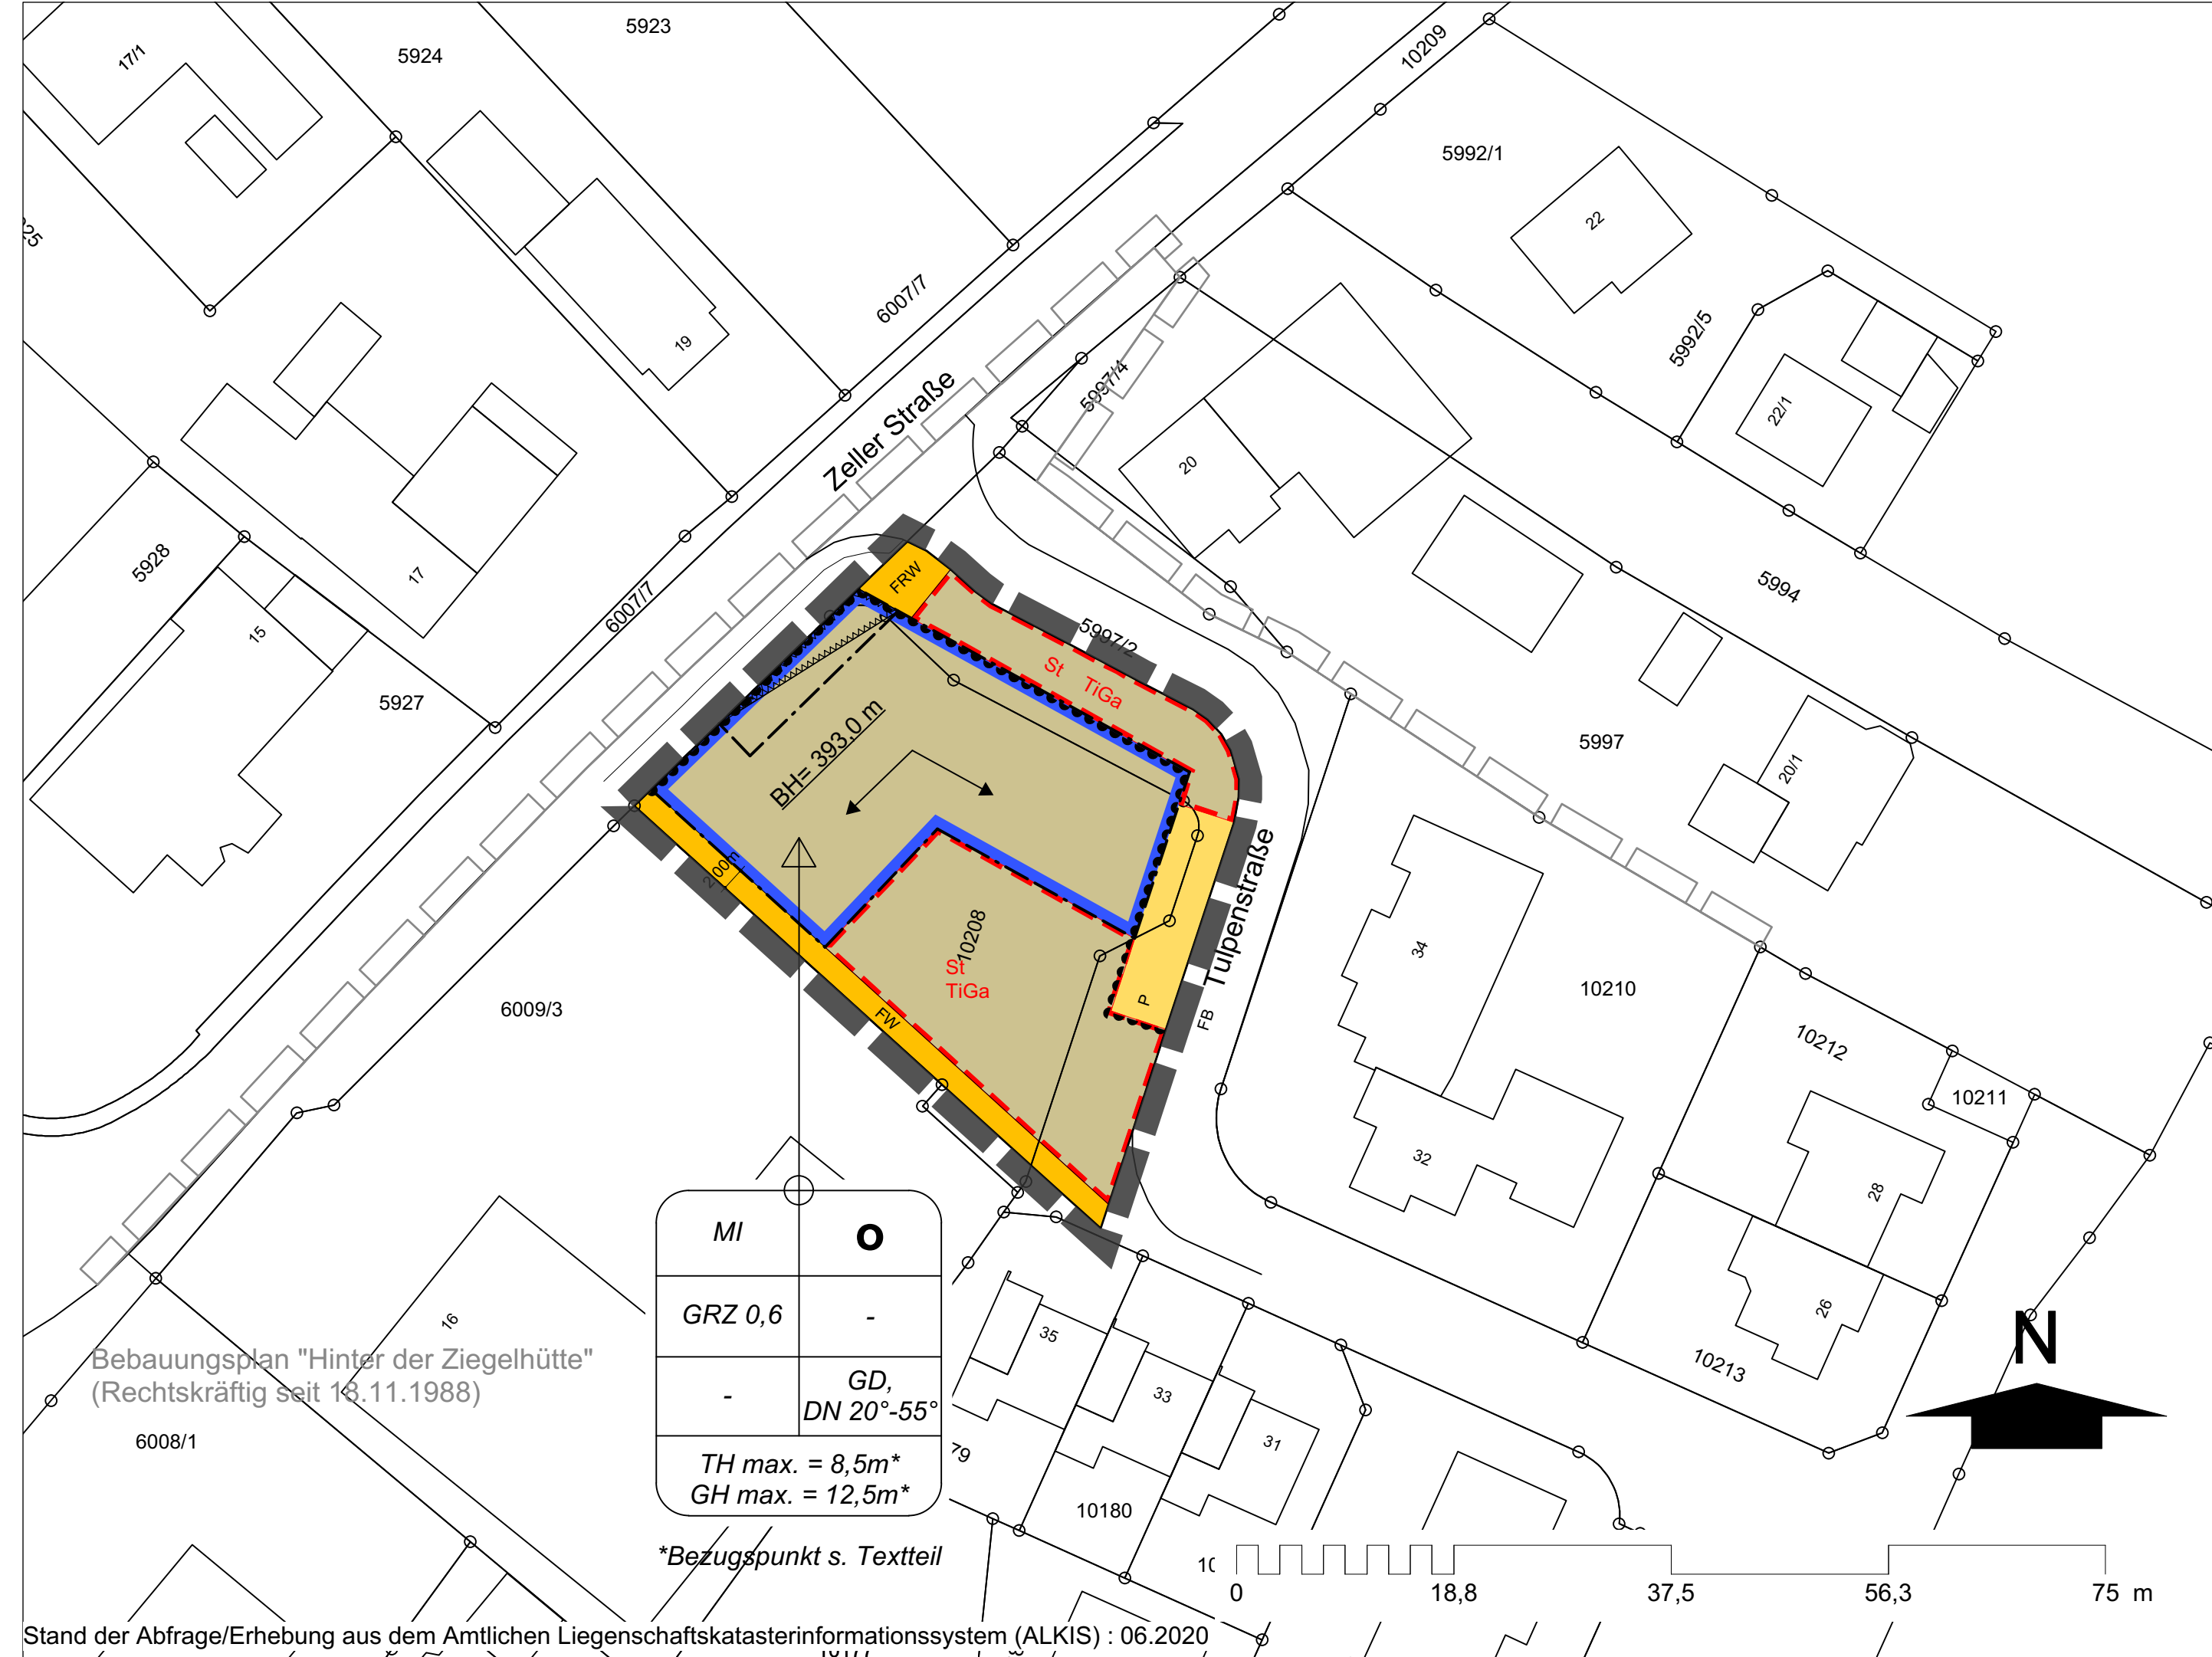 5923
5924
17/1
10209
5992/1
22
6007/7
19
5992/5
5997/4
22/1
Zeller Straße
20
5928
17
5994
FRW
6007/7
15
5997/2
St
TiGa
5927
BH= 393,0 m
5997
20/1
2.00m
Tulpenstraße
10208
34
St
TiGa
10210
P
6009/3
FW
FB
10212
10211
32
28
MI
o
26
16
GRZ 0,6
-
35
N
Bebauungsplan "Hinter der Ziegelhütte"
(Rechtskräftig seit 18.11.1988)
10213
-
GD,
DN 20°-55°
33
6008/1
31
79
TH max. = 8,5m*
GH max. = 12,5m*
10180
*Bezugspunkt s. Textteil
0
18,8
37,5
56,3
75 m
Stand der Abfrage/Erhebung aus dem Amtlichen Liegenschaftskatasterinformationssystem (ALKIS) : 06.2020